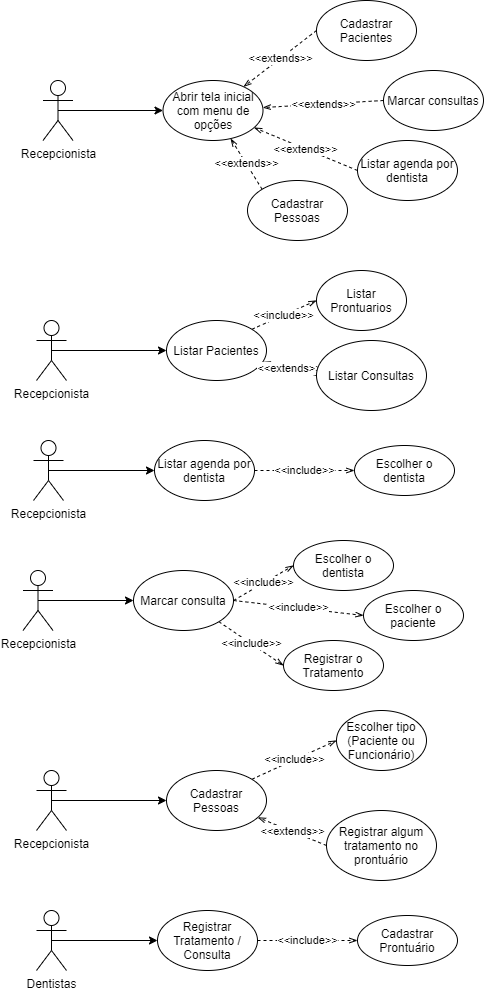 Cadastrar
Pacientes
<<extends>>
Abrir tela inicial
com menu de
opções
<<extends>>
Marcar consultas
Recepcionista
<<extends>>
Listar agenda por
dentista
<<extends>>
Cadastrar
Pessoas
Listar
Prontuarios
<<include>>
Listar Pacientes
<<extends>>
Listar Consultas
Recepcionista
Listar agenda por
dentista
<<include>>
Escolher o
dentista
Recepcionista
Escolher o
dentista
<<include>>
Marcar consulta
<<include>>
Escolher o
paciente
Recepcionista
<<include>>
Registrar o
Tratamento
Escolher tipo
(Paciente ou
Funcionário)
<<include>>
Cadastrar
Pessoas
Recepcionista
<<extends>>
Registrar algum
tratamento no
prontuário
Registrar
Tratamento /
Consulta
<<include>>
Cadastrar
Prontuário
Dentistas